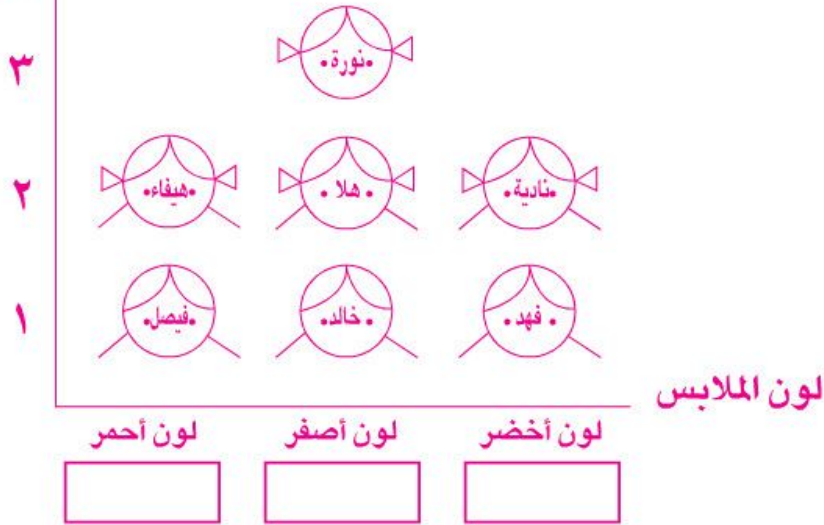 ٣
نورة
٢
هيفاء هلا نادية
١
فيصل خالد فهد
لون الملابس
لون أحمر لون أصفر لون أخضر